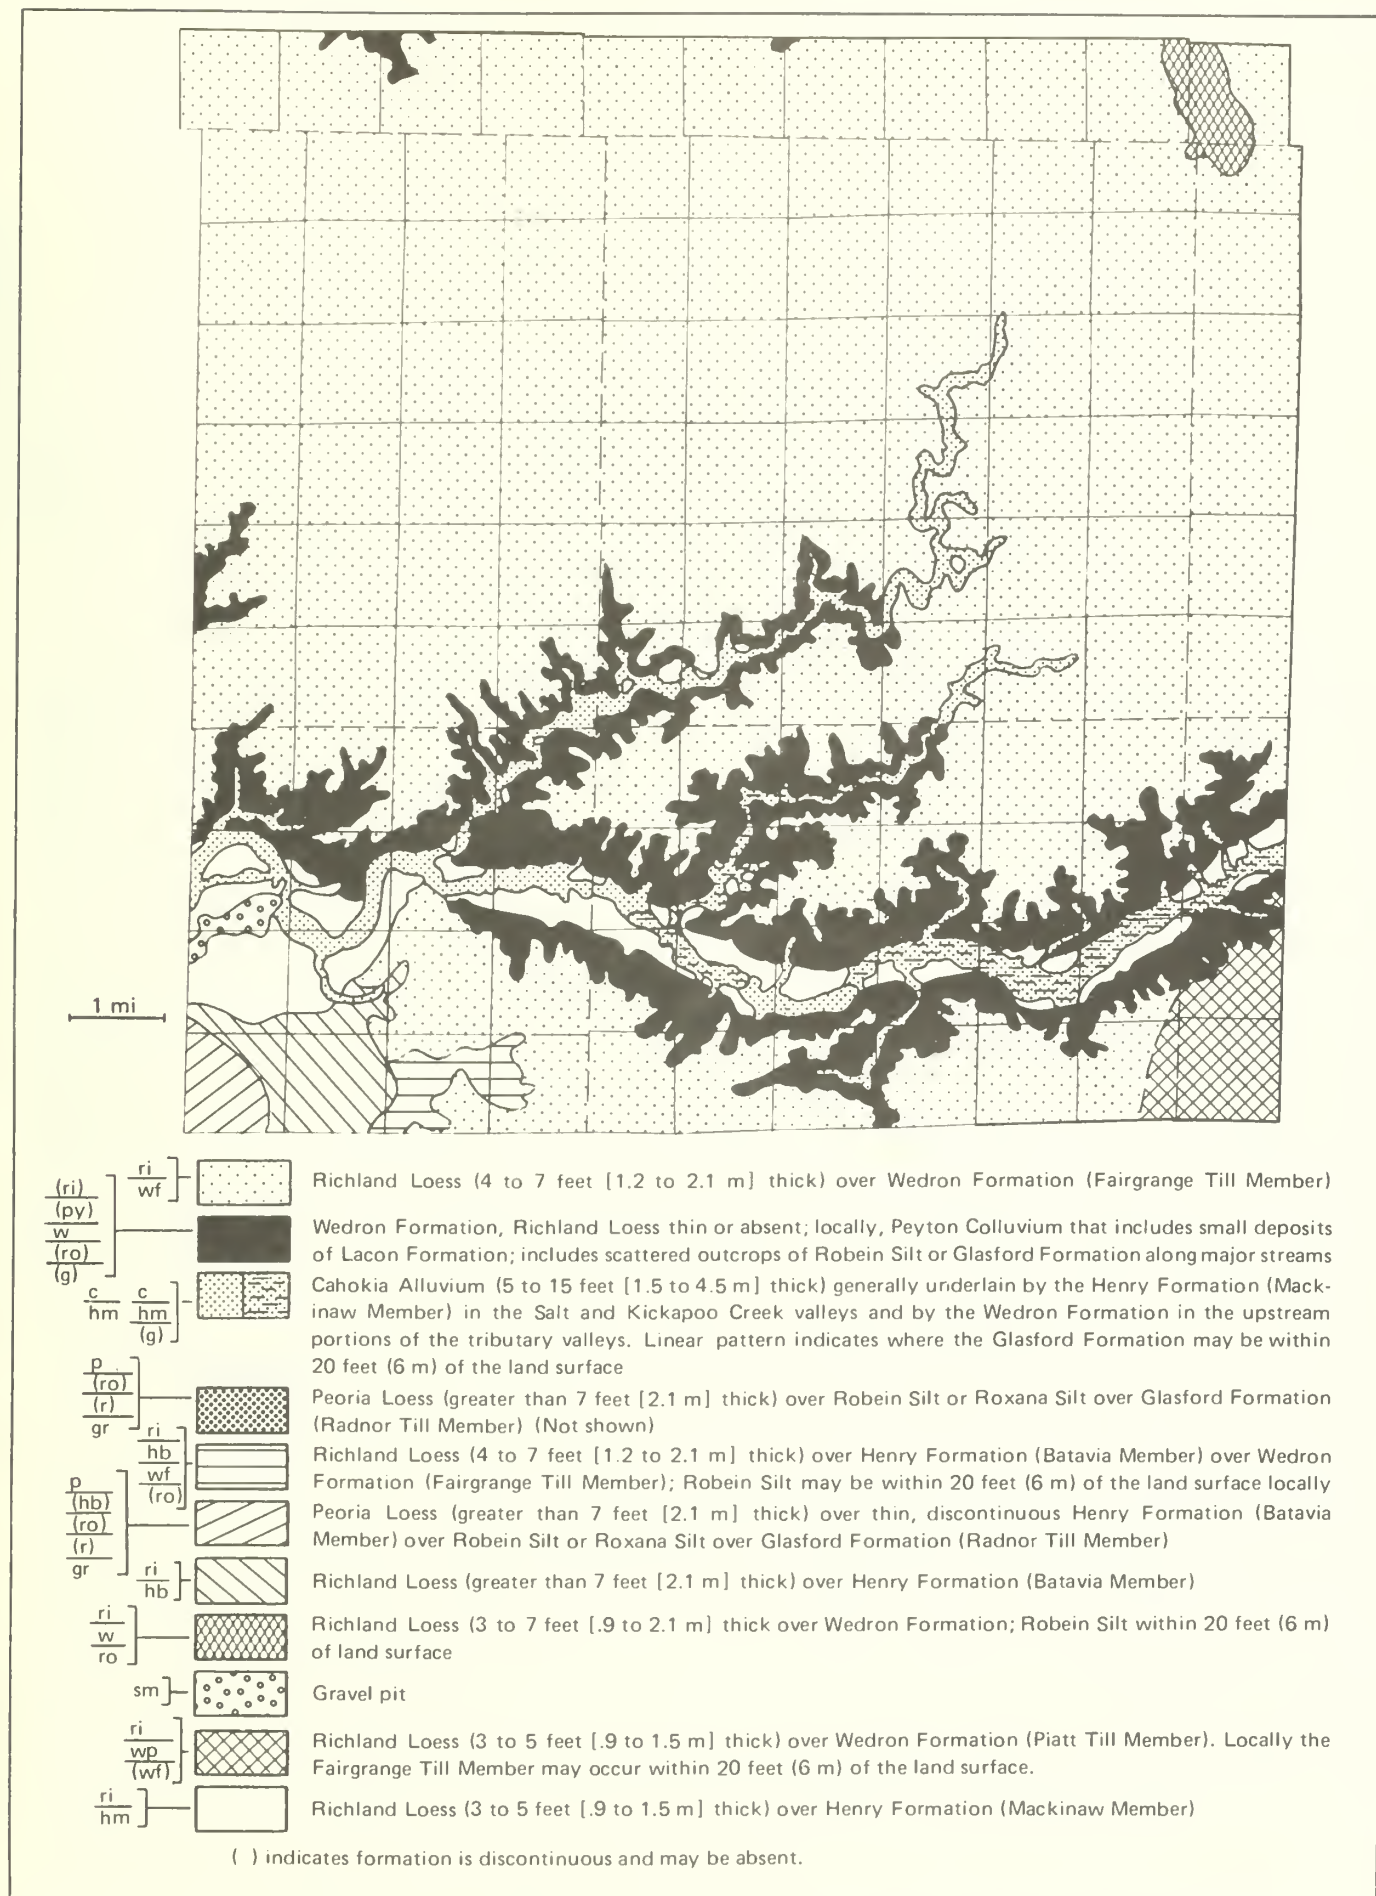 1 mi
ri
wf
Richland Loess (4 to 7 feet [1.2 to 2.1 m] thick) over Wedron Formation (Fairgrange Till Member)
(ri)
(py)
w
(ro)
(g)
Wedron Formation, Richland Loess thin or absent; locally, Peyton Colluvium that includes small deposits
of Lacon Formation; includes scattered outcrops of Robein Silt or Glasford Formation along major streams
c c
hm hm
(g)
Cahokia Alluvium (5 to 15 feet [1.5 to 4.5 m] thick) generally underlain by the Henry Formation (Mack-
inaw Member) in the Salt and Kickapoo Creek valleys and by the Wedron Formation in the upstream
portions of the tributary valleys. Linear pattern indicates where the Glasford Formation may be within
20 feet (6 m) of the land surface
p
(ro)
(r)
gr
Peoria Loess (greater than 7 feet [2.1 m] thick) over Robein Silt or Roxana Silt over Glasford Formation
(Radnor Till Member) (Not shown)
ri
hb
wf
(ro)
Richland Loess (4 to 7 feet [1.2 to 2.1 m] thick) over Henry Formation (Batavia Member) over Wedron
Formation (Fairgrange Till Member); Robein Silt may be within 20 feet (6 m) of the land surface locally
p
(hb)
(ro)
(r)
gr
Peoria Loess (greater than 7 feet [2.1 m] thick) over thin, discontinuous Henry Formation (Batavia
Member) over Robein Silt or Roxana Silt over Glasford Formation (Radnor Till Member)
ri
hb
Richland Loess (greater than 7 feet [2.1 m] thick) over Henry Formation (Batavia Member)
ri
w
ro
Richland Loess (3 to 7 feet [.9 to 2.1 m] thick over Wedron Formation; Robein Silt within 20 feet (6 m)
of land surface
sm
Gravel pit
ri
wp
(wf)
Richland Loess (3 to 5 feet [.9 to 1.5 m] thick) over Wedron Formation (Piatt Till Member). Locally the
Fairgrange Till Member may occur within 20 feet (6 m) of the land surface.
ri
hm
Richland Loess (3 to 5 feet [.9 to 1.5 m] thick) over Henry Formation (Mackinaw Member)
( ) indicates formation is discontinuous and may be absent.